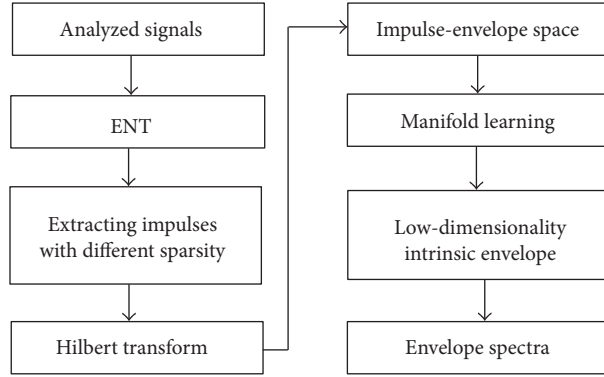 Analyzed signals
ENT
Extracting impulses
with different sparsity
Hilbert transform
Impulse-envelope space
Manifold learning
Low-dimensionality
intrinsic envelope
Envelope spectra